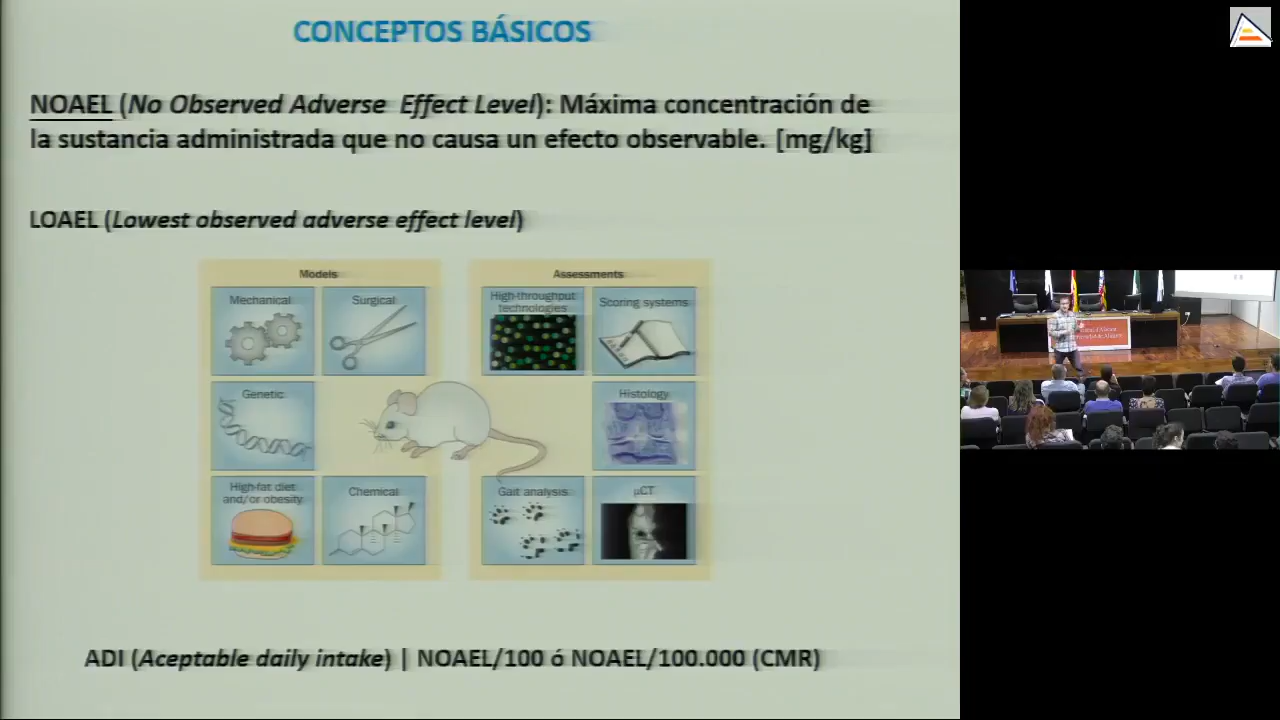 CONCEPTOS BÁSICOS
NOAEL (No Observed Adverse Effect Level): Máxima concentración de
la sustancia administrada que no causa un efecto observable. [mg/kg]
LOAEL (Lowest observed adverse effect level)
Models
Mechanical
Surgical
Genetic
High-fat diet
and/or obesity
Chemical
Assessments
High-throughput
technologies
Scoring systems
Histology
Gait analysis
µCT
ADI (Aceptable daily intake) | NOAEL/100 ó NOAEL/100.000 (CMR)